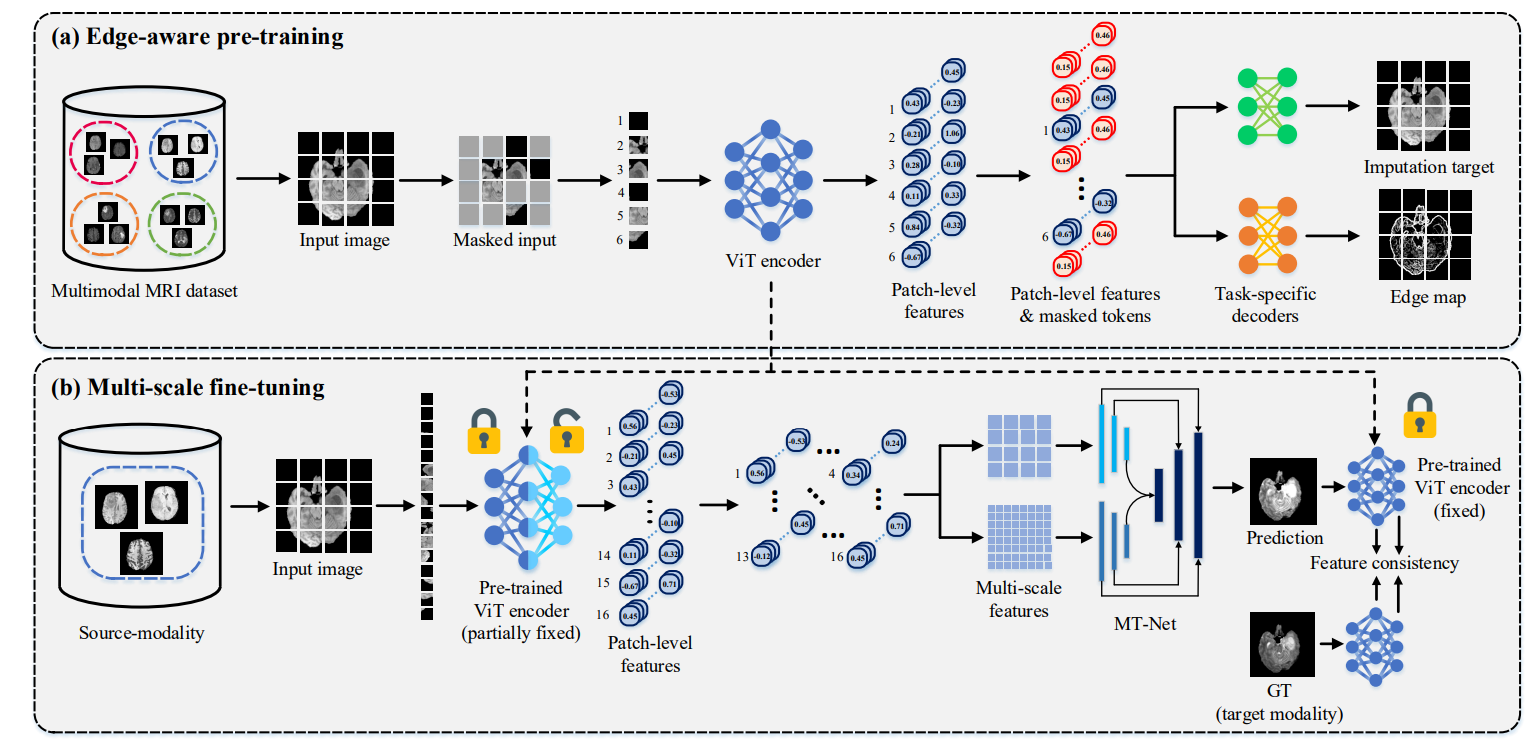 (a) Edge-aware pre-training
Multimodal MRI dataset
Input image
Masked input
1
2
3
4
5
6
ViT encoder
0.45
1
0.43
-0.23
2
-0.21
1.06
3
0.28
-0.10
4
0.11
0.33
5
0.84
-0.32
6
-0.67
Patch-level
features
0.46
0.15
0.46
0.15
0.45
1
0.43
0.46
0.15
-0.32
6
-0.67
0.46
0.15
Patch-level features
& masked tokens
Task-specific
decoders
Imputation target
Edge map
(b) Multi-scale fine-tuning
Source-modality
Input image
Pre-trained
ViT encoder
(partially fixed)
-0.53
1
0.56
-0.23
2
-0.21
0.45
3
0.43
-0.10
14
0.11
-0.32
15
-0.67
0.71
16
0.45
Patch-level
features
-0.53
1
0.56
0.24
4
0.34
0.45
13
-0.12
0.71
16
0.45
Multi-scale
features
MT-Net
Prediction
Pre-trained
ViT encoder
(fixed)
Feature consistency
GT
(target modality)